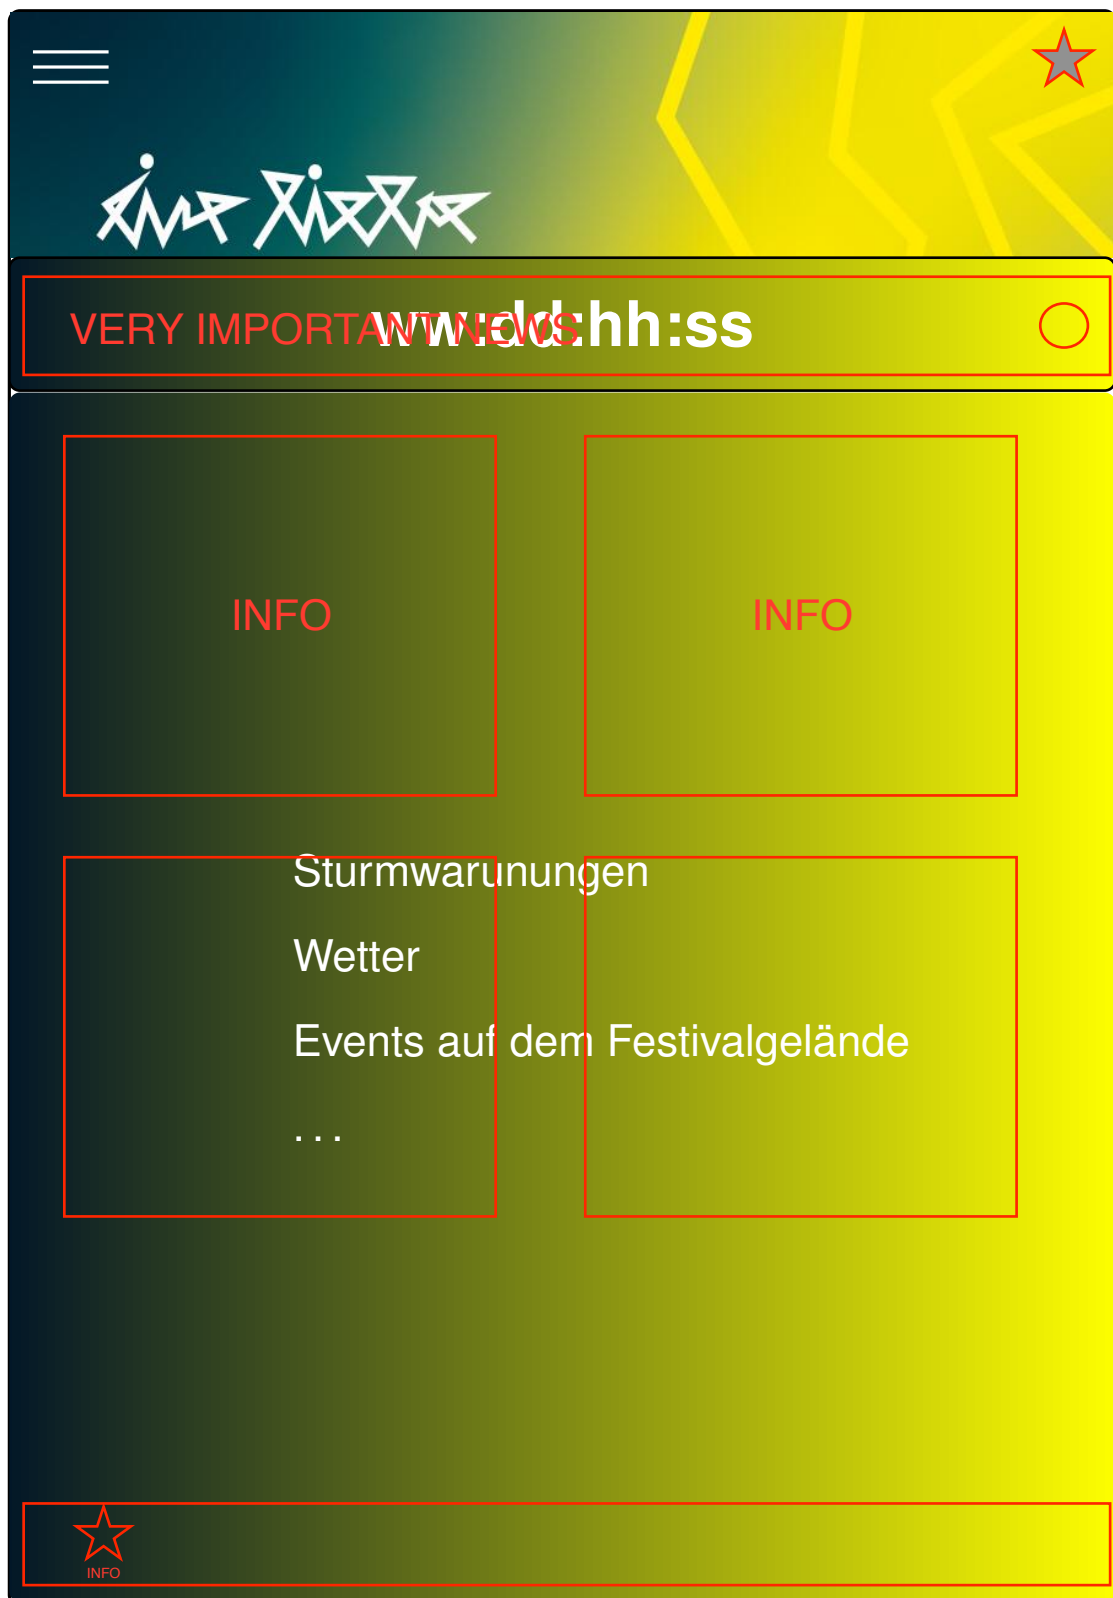 VERY IMPORTANT NEWS
ww:dd:hh:ss
INFO
INFO
Sturmwarunungen
Wetter
Events auf dem Festivalgelände
...
INFO